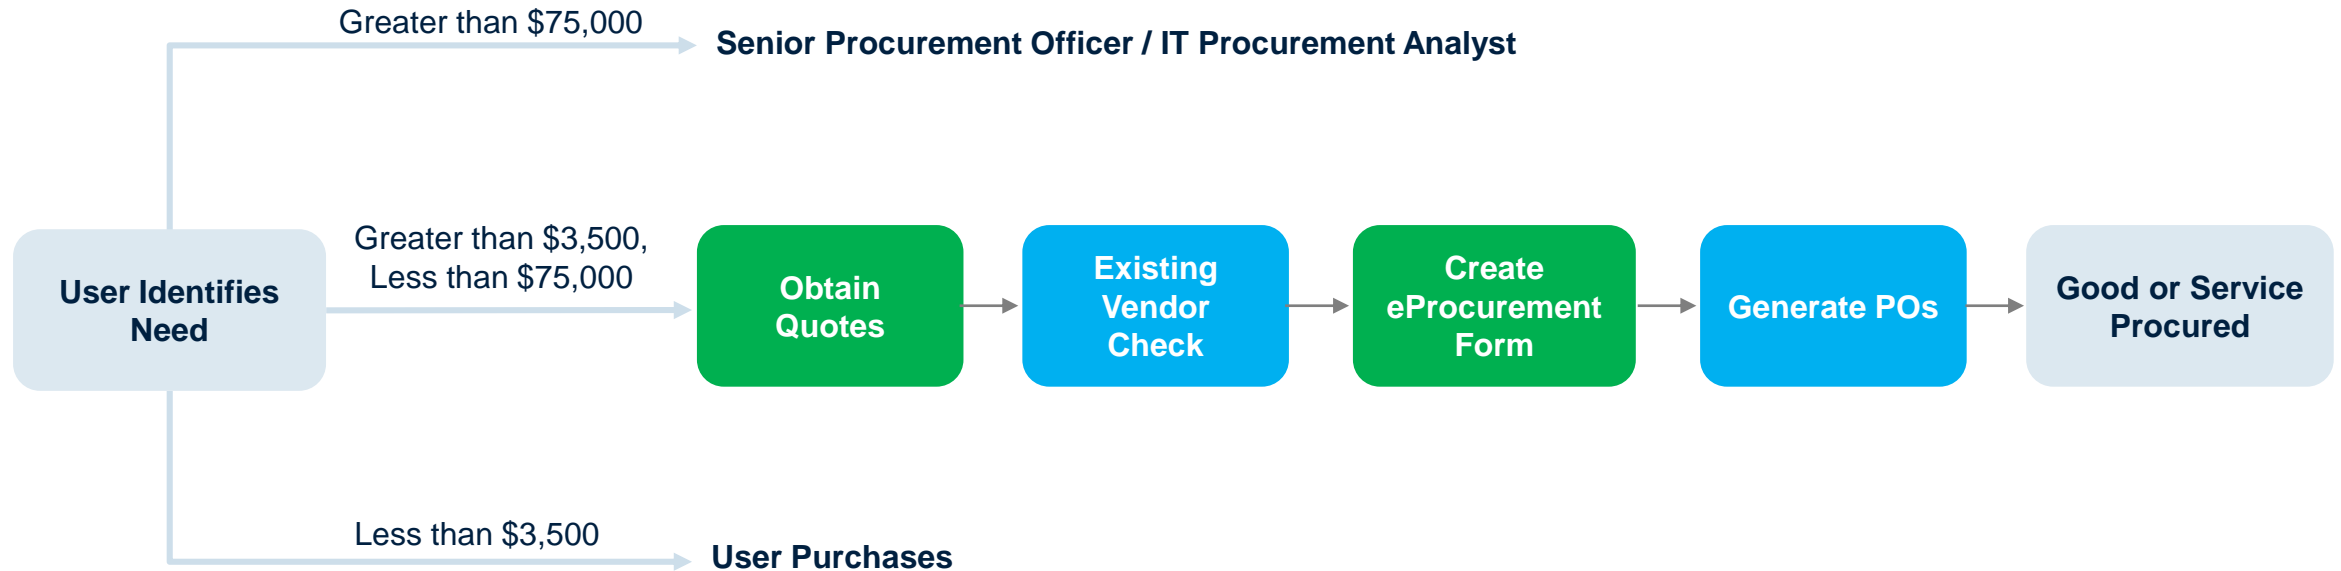 Greater than $75,000
Senior Procurement Officer / IT Procurement Analyst
User Identifies
Need
Greater than $3,500,
Less than $75,000
Obtain
Quotes
Existing
Vendor
Check
Create
eProcurement
Form
Generate POs
Good or Service
Procured
Less than $3,500
User Purchases